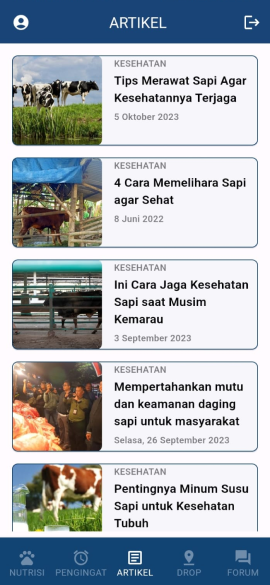 ARTIKEL
KESEHATAN
Tips Merawat Sapi Agar
Kesehatannya Terjaga
5 Oktober 2023
KESEHATAN
4 Cara Memelihara Sapi
agar Sehat
8 Juni 2022
KESEHATAN
Ini Cara Jaga Kesehatan
Sapi saat Musim
Kemarau
3 September 2023
KESEHATAN
Mempertahankan mutu
dan keamanan daging
sapi untuk masyarakat
Selasa, 26 September 2023
KESEHATAN
Pentingnya Minum Susu
Sapi untuk Kesehatan
Tubuh
NUTRISI PENGINGAT ARTIKEL DROP FORUM